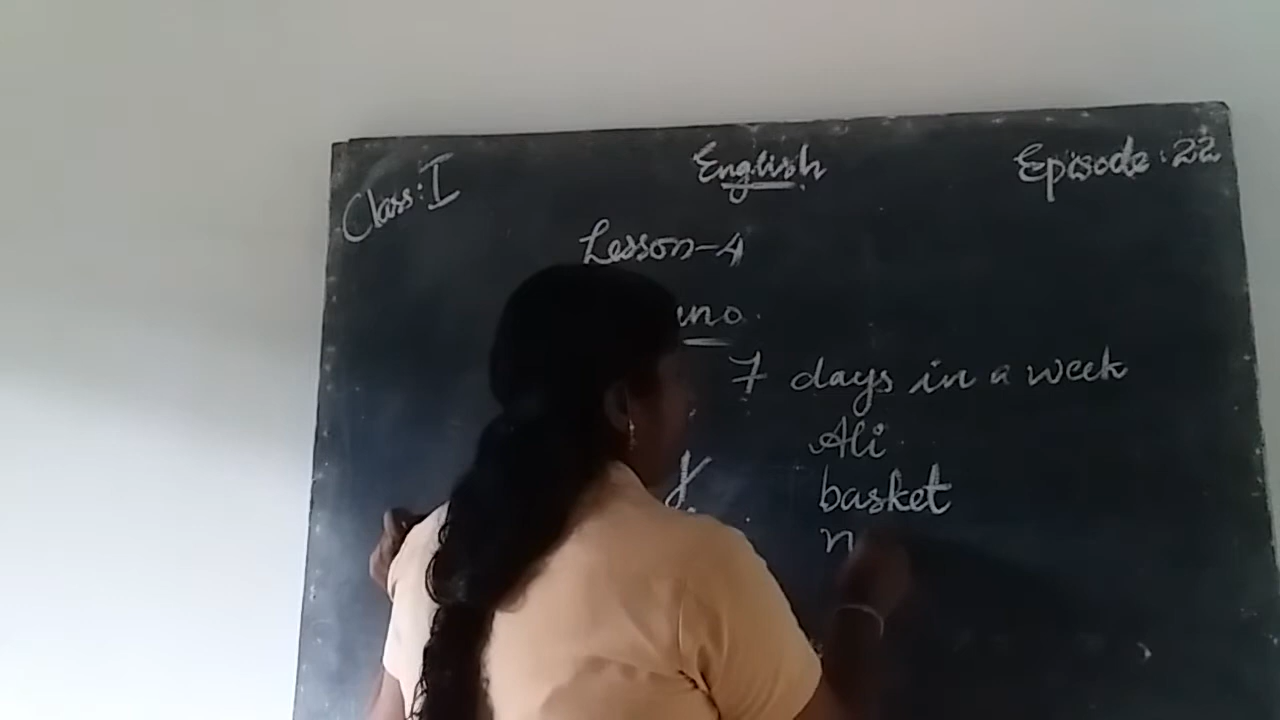 Class: I English Episode: 22
Lesson-4
7 days in a week
Ali
basket